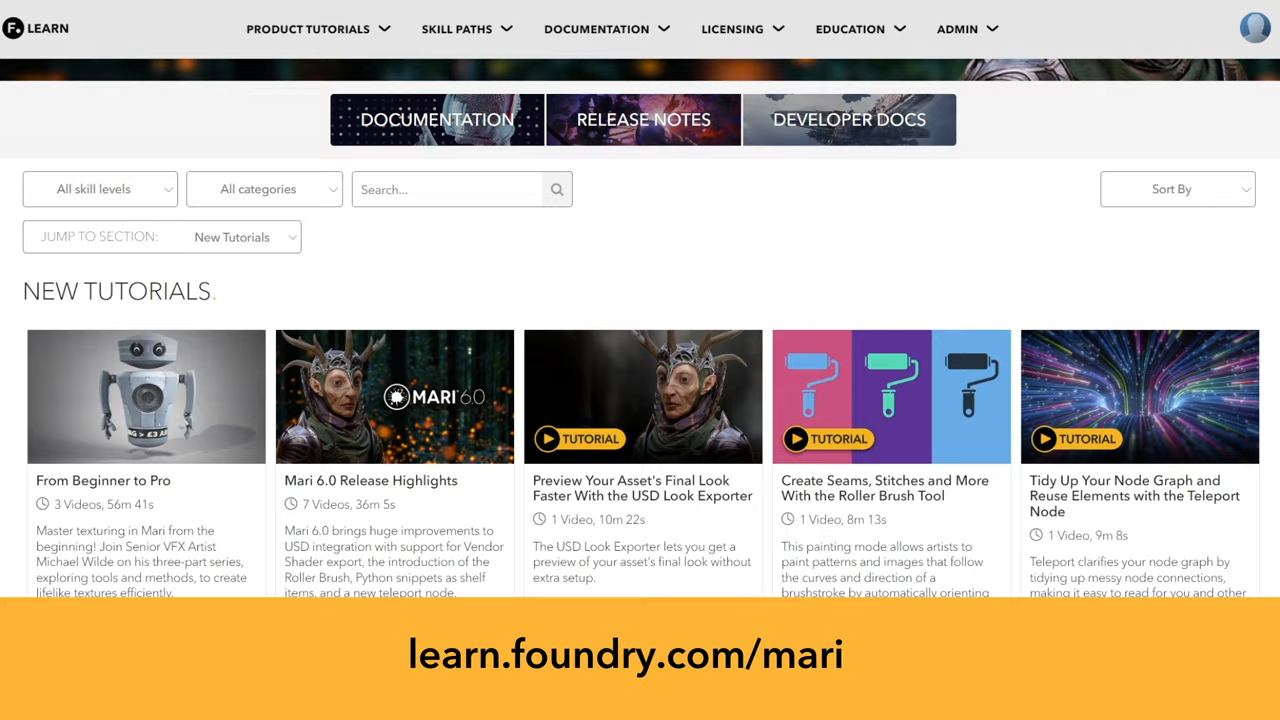 F. LEARN
PRODUCT TUTORIALS
SKILL PATHS
DOCUMENTATION
LICENSING
EDUCATION
ADMIN
DOCUMENTATION
RELEASE NOTES
DEVELOPER DOCS
All skill levels
All categories
Search...
Sort By
JUMP TO SECTION: New Tutorials
NEW TUTORIALS.
From Beginner to Pro
3 Videos, 56m 41s
Master texturing in Mari from the
beginning! Join Senior VFX Artist
Michael Wilde on his three-part series,
exploring tools and methods, to create
lifelike textures efficiently.
MARI 6.0
Mari 6.0 Release Highlights
7 Videos, 36m 5s
Mari 6.0 brings huge improvements to
USD integration with support for Vendor
Shader export, the introduction of the
Roller Brush, Python snippets as shelf
items, and a new teleport node.
TUTORIAL
Preview Your Asset's Final Look
Faster With the USD Look Exporter
1 Video, 10m 22s
The USD Look Exporter lets you get a
preview of your asset's final look without
extra setup.
TUTORIAL
Create Seams, Stitches and More
With the Roller Brush Tool
1 Video, 8m 13s
This painting mode allows artists to
paint patterns and images that follow
the curves and direction of a
brushstroke by automatically orienting
TUTORIAL
Tidy Up Your Node Graph and
Reuse Elements with the Teleport
Node
1 Video, 9m 8s
Teleport clarifies your node graph by
tidying up messy node connections,
making it easy to read for you and other
learn.foundry.com/mari